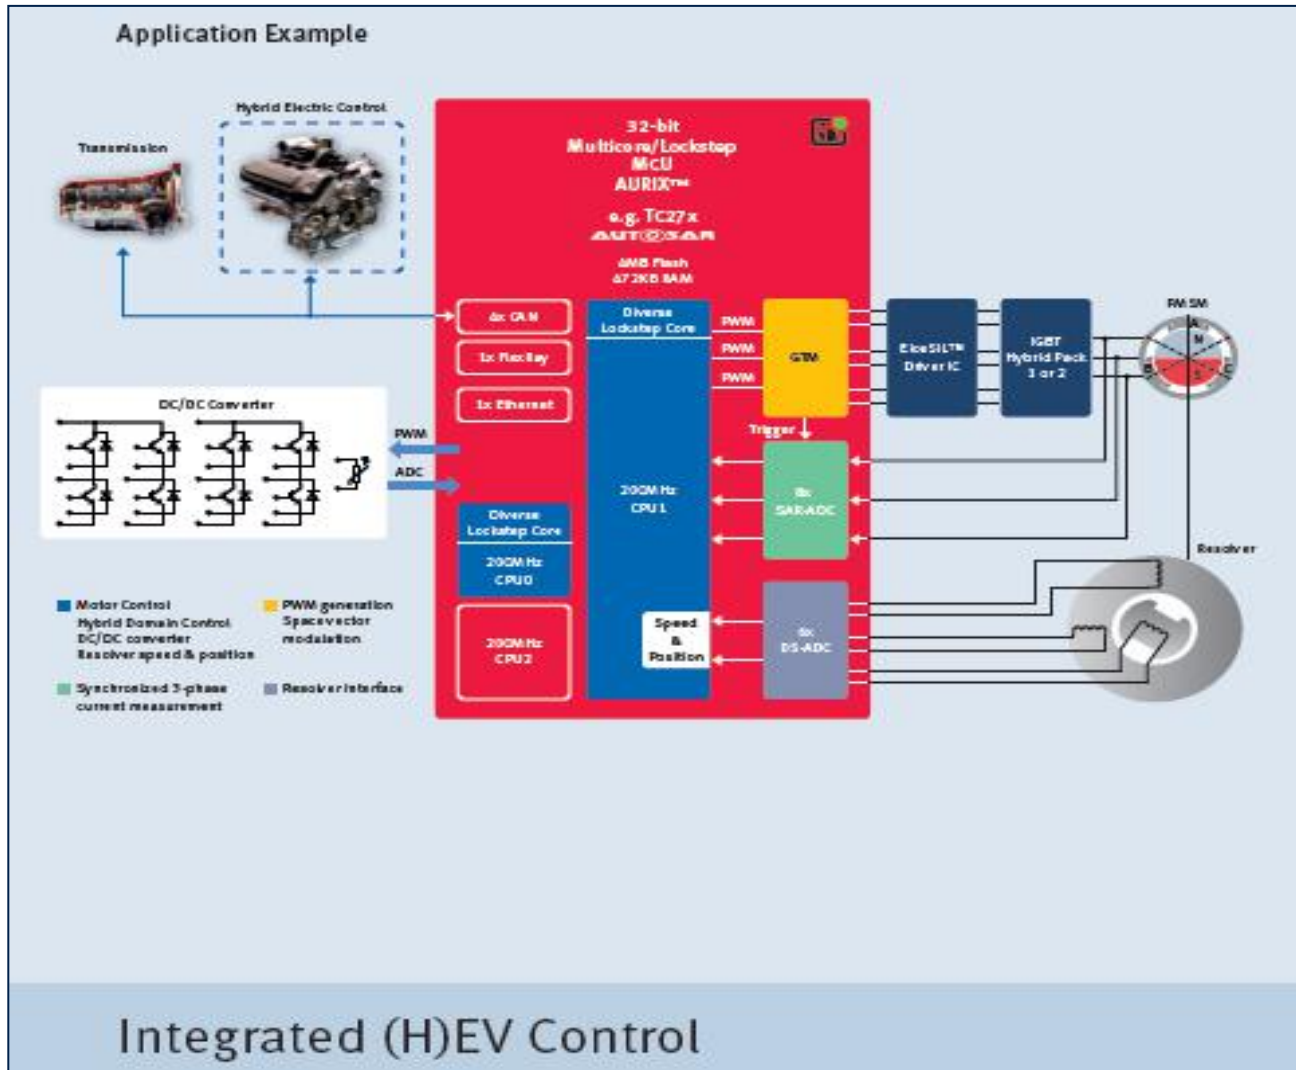 Application Example
Hybrid Electric Control
Transmission
32-bit
Multicore/Lockstep
MCU
AURIX™
e.g. TC27x
AUTOSAR
4MB Flash
472KB RAM
4x CAN
1x FlexRay
1x Ethernet
Diverse
Lockstep Core
200MHz
CPU1
PWM
PWM
PWM
GTM
EiceSIL™
Driver IC
IGBT
Hybrid Pack
1 or 2
PMSM
A
N
B
S
C
DC/DC Converter
PWM
ADC
Trigger
8x
SAR-ADC
Diverse
Lockstep Core
200MHz
CPU0
200MHz
CPU2
Speed
&
Position
6x
DS-ADC
Resolver
Motor Control
Hybrid Domain Control
DC/DC converter
Resolver speed & position
PWM generation
Space vector
modulation
Synchronized 3-phase
current measurement
Resolver interface
Integrated (H)EV Control